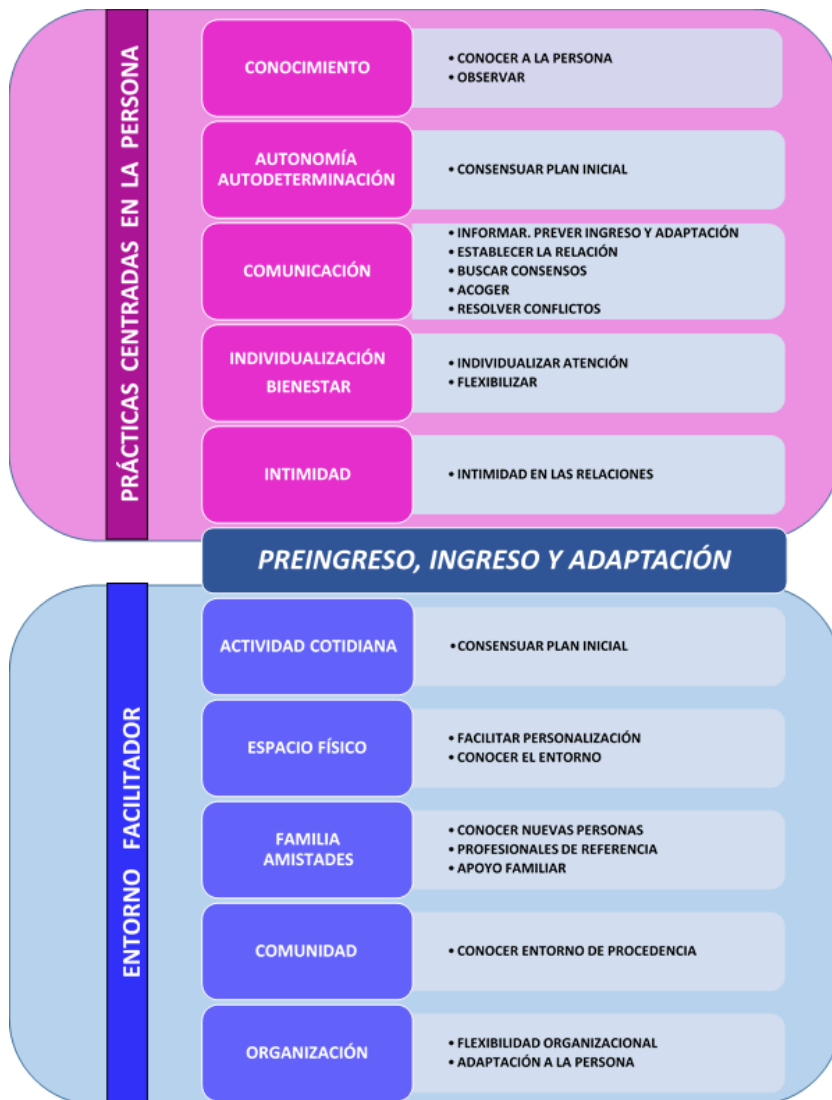 PRÁCTICAS CENTRADAS EN LA PERSONA
CONOCIMIENTO
• CONOCER A LA PERSONA
• OBSERVAR
AUTONOMÍA
AUTODETERMINACIÓN
• CONSENSUAR PLAN INICIAL
COMUNICACIÓN
• INFORMAR. PREVER INGRESO Y ADAPTACIÓN
• ESTABLECER LA RELACIÓN
• BUSCAR CONSENSOS
• ACOGER
• RESOLVER CONFLICTOS
INDIVIDUALIZACIÓN
BIENESTAR
• INDIVIDUALIZAR ATENCIÓN
• FLEXIBILIZAR
INTIMIDAD
• INTIMIDAD EN LAS RELACIONES
PREINGRESO, INGRESO Y ADAPTACIÓN
ENTORNO FACILITADOR
ACTIVIDAD COTIDIANA
• CONSENSUAR PLAN INICIAL
ESPACIO FÍSICO
• FACILITAR PERSONALIZACIÓN
• CONOCER EL ENTORNO
FAMILIA
AMISTADES
• CONOCER NUEVAS PERSONAS
• PROFESIONALES DE REFERENCIA
• APOYO FAMILIAR
COMUNIDAD
• CONOCER ENTORNO DE PROCEDENCIA
ORGANIZACIÓN
• FLEXIBILIDAD ORGANIZACIONAL
• ADAPTACIÓN A LA PERSONA